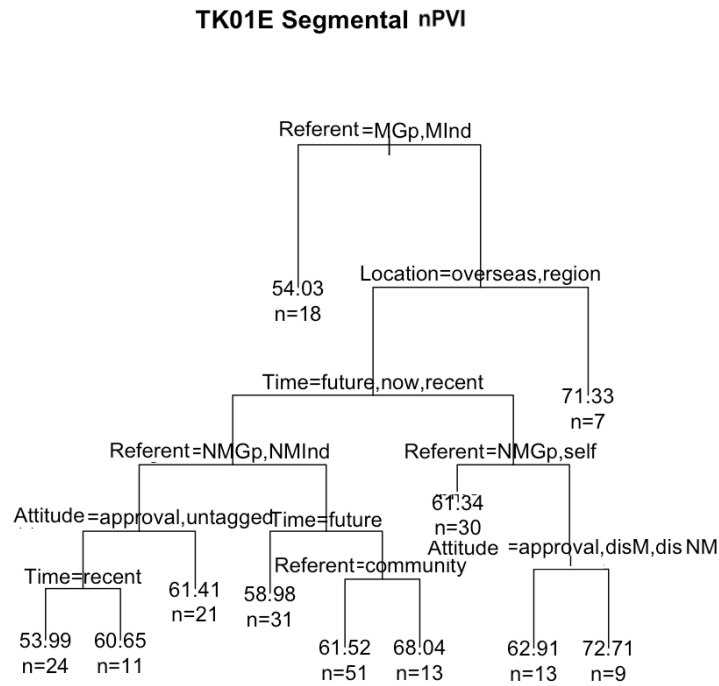 TK01E Segmental nPVI
Referent=MGp,MInd
Location=overseas,region
54.03
n=18
Time=future,now,recent
71.33
n=7
Referent=NMGp,NMInd
Referent=NMGp,self
61.34
n=30
Attitude=approval,untagged
Time=future
Attitude =approval,disM,disNM
Time=recent
61.41
n=21
58.98
n=31
Referent=community
53.99
n=24
60.65
n=11
61.52
n=51
68.04
n=13
62.91
n=13
72.71
n=9